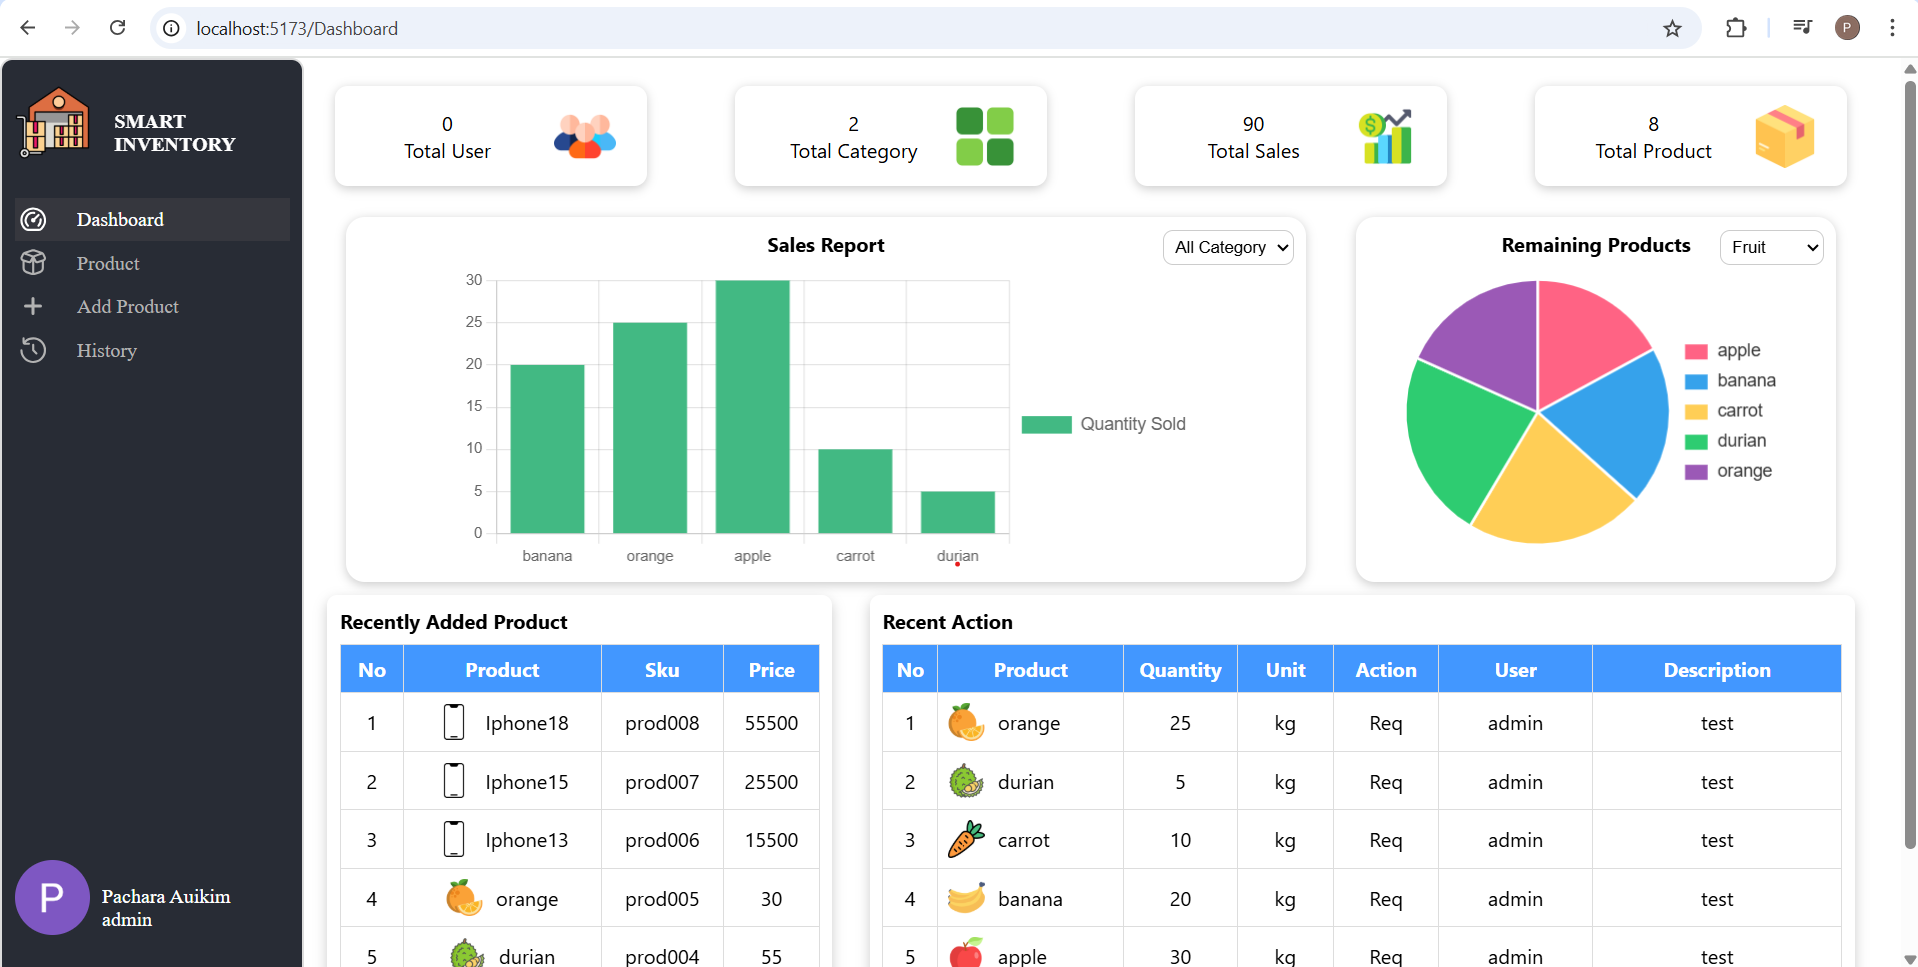 localhost:5173/Dashboard
P
SMART
INVENTORY
Dashboard
Product
Add Product
History
P
Pachara Auikim
admin
0
Total User
2
Total Category
90
Total Sales
8
Total Product
Sales Report
All Category
30
25
20
15
10
5
0
banana orange apple carrot durian
Quantity Sold
Remaining Products
Fruit
apple
banana
carrot
durian
orange
Recently Added Product
No Product Sku Price
1 Iphone18 prod008 55500
2 Iphone15 prod007 25500
3 Iphone13 prod006 15500
4 orange prod005 30
5 durian prod004 55
Recent Action
No Product Quantity Unit Action User Description
1 orange 25 kg Req admin test
2 durian 5 kg Req admin test
3 carrot 10 kg Req admin test
4 banana 20 kg Req admin test
5 apple 30 kg Req admin test